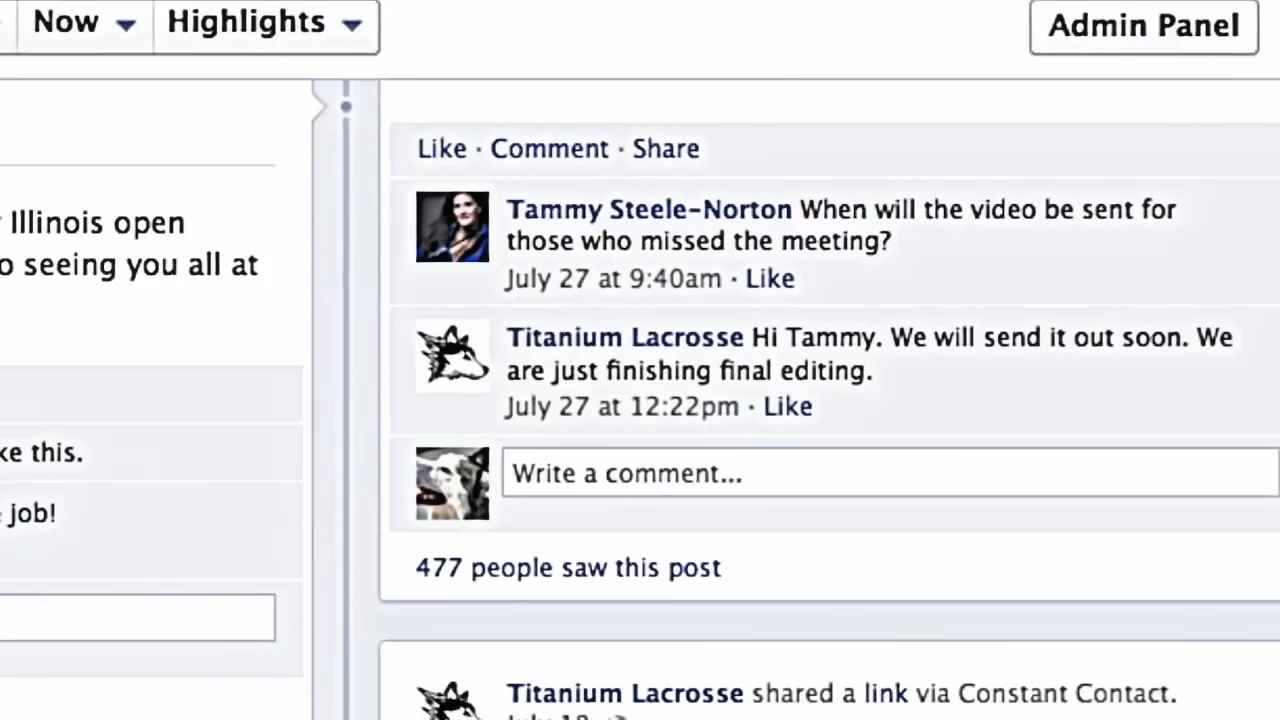 Now
Highlights
Admin Panel
Illinois open
seeing you all at
this.
job!
Like · Comment · Share
Tammy Steele-Norton When will the video be sent for
those who missed the meeting?
July 27 at 9:40am · Like
Titanium Lacrosse Hi Tammy. We will send it out soon. We
are just finishing final editing.
July 27 at 12:22pm · Like
Write a comment...
477 people saw this post
Titanium Lacrosse shared a link via Constant Contact.